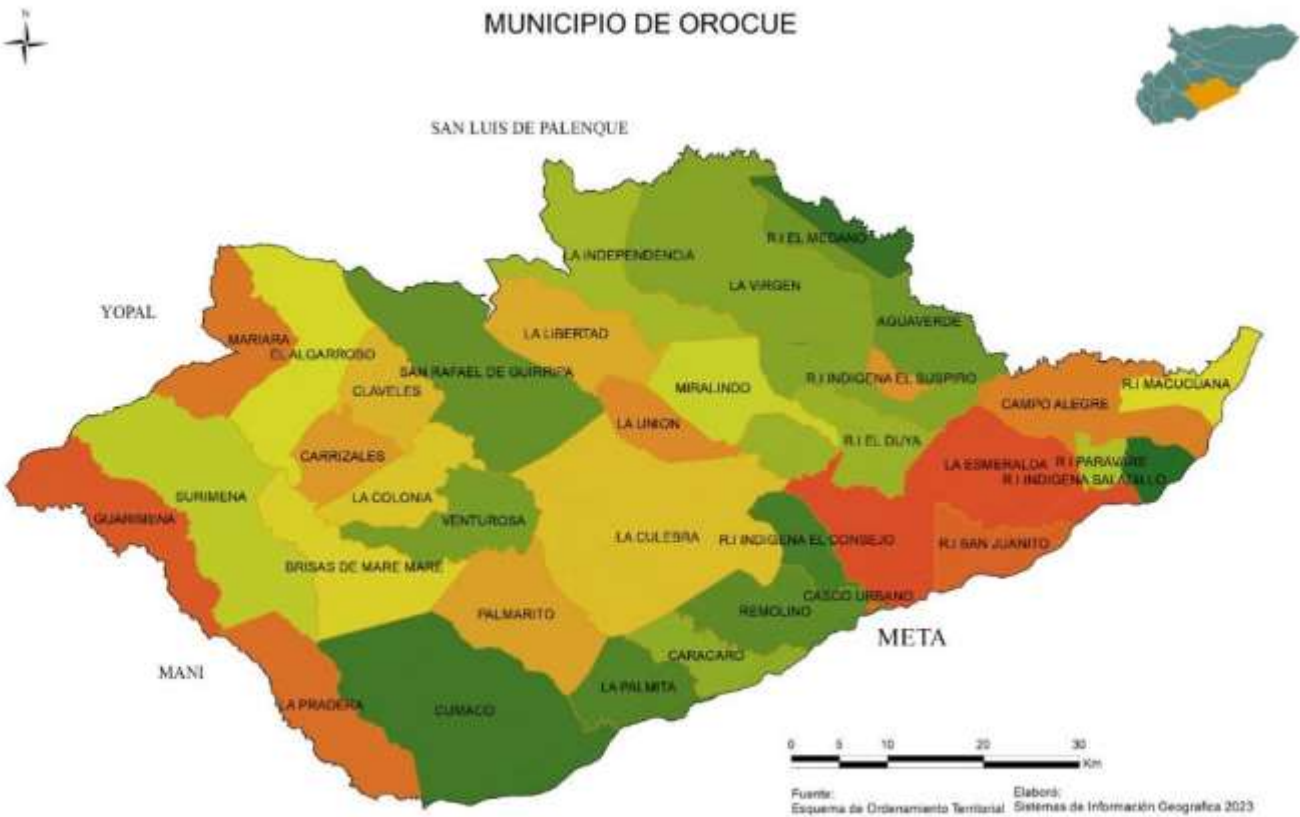 MUNICIPIO DE OROCUE
N
SAN LUIS DE PALENQUE
YOPAL
R.I EL MEDANO
LA INDEPENDENCIA
LA VIRGEN
AGUAVERDE
MARIARA
LA LIBERTAD
EL ALGARROBO
SAN RAFAEL DE GUIRRIPA
CLAVELES
MIRALINDO
R.I INDIGENA EL SUSPIRO
R.I MACUCUANA
CAMPO ALEGRE
LA UNION
R.I EL DUYA
CARRIZALES
LA ESMERALDA
R.I PARAVARE
R.I INDIGENA SALADILLO
SURIMENA
LA COLONIA
GUARIMENA
VENTUROSA
LA CULEBRA
R.I INDIGENA EL CONSEJO
R.I SAN JUANITO
BRISAS DE MARE MARE
CASCO URBANO
PALMARITO
REMOLINO
META
MANI
CARACARO
LA PALMITA
LA PRADERA
CUMACO
0 5 10 20 30
Km
Fuente:
Esquema de Ordenamiento Territorial
Elaboró:
Sistemas de Información Geografica 2023